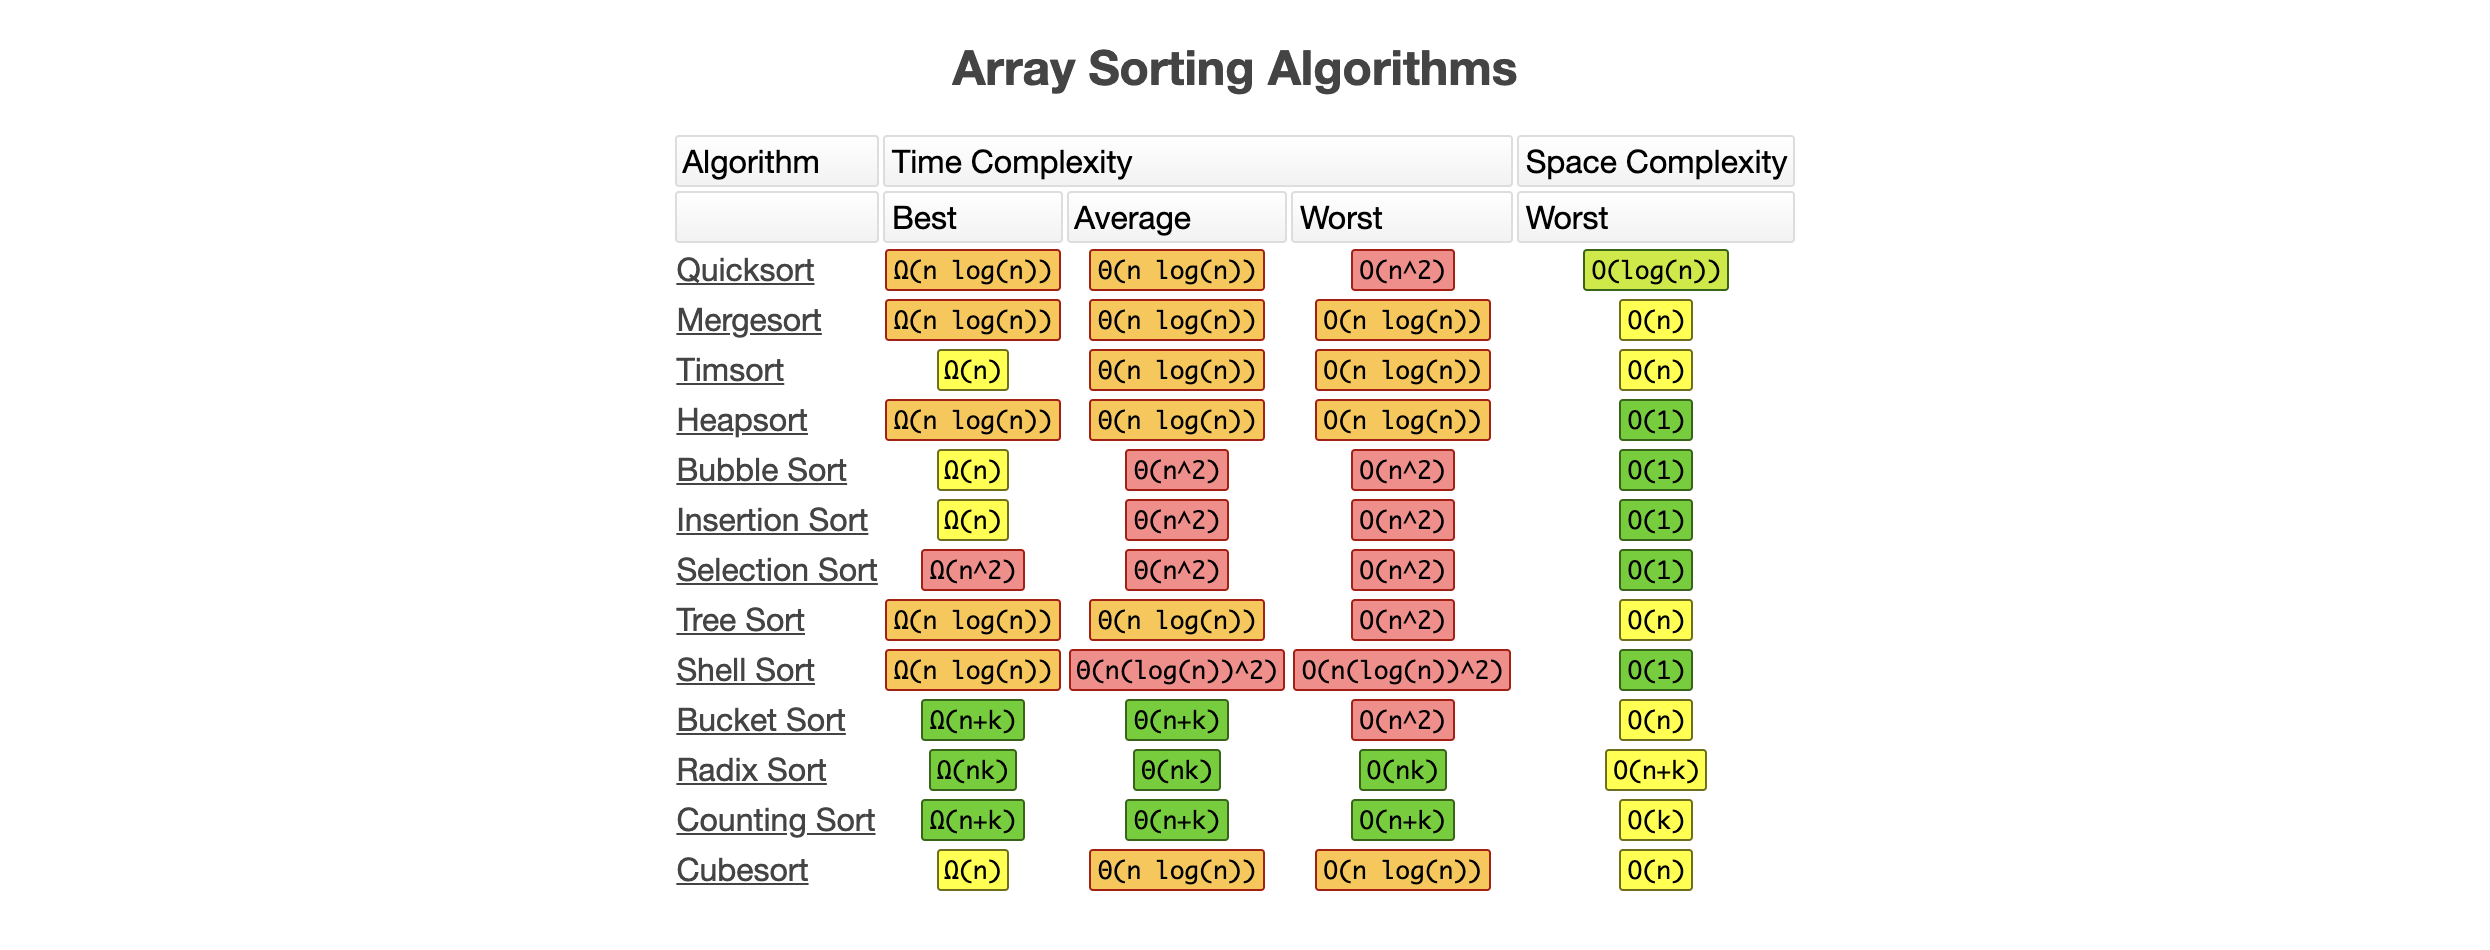 Array Sorting Algorithms
Algorithm Time Complexity Space Complexity
Best Average Worst Worst
Quicksort Ω(n log(n)) Θ(n log(n)) O(n^2) O(log(n))
Mergesort Ω(n log(n)) Θ(n log(n)) O(n log(n)) O(n)
Timsort Ω(n) Θ(n log(n)) O(n log(n)) O(n)
Heapsort Ω(n log(n)) Θ(n log(n)) O(n log(n)) O(1)
Bubble Sort Ω(n) Θ(n^2) O(n^2) O(1)
Insertion Sort Ω(n) Θ(n^2) O(n^2) O(1)
Selection Sort Ω(n^2) Θ(n^2) O(n^2) O(1)
Tree Sort Ω(n log(n)) Θ(n log(n)) O(n^2) O(n)
Shell Sort Ω(n log(n)) Θ(n(log(n))^2) O(n(log(n))^2) O(1)
Bucket Sort Ω(n+k) Θ(n+k) O(n^2) O(n)
Radix Sort Ω(nk) Θ(nk) O(nk) O(n+k)
Counting Sort Ω(n+k) Θ(n+k) O(n+k) O(k)
Cubesort Ω(n) Θ(n log(n)) O(n log(n)) O(n)